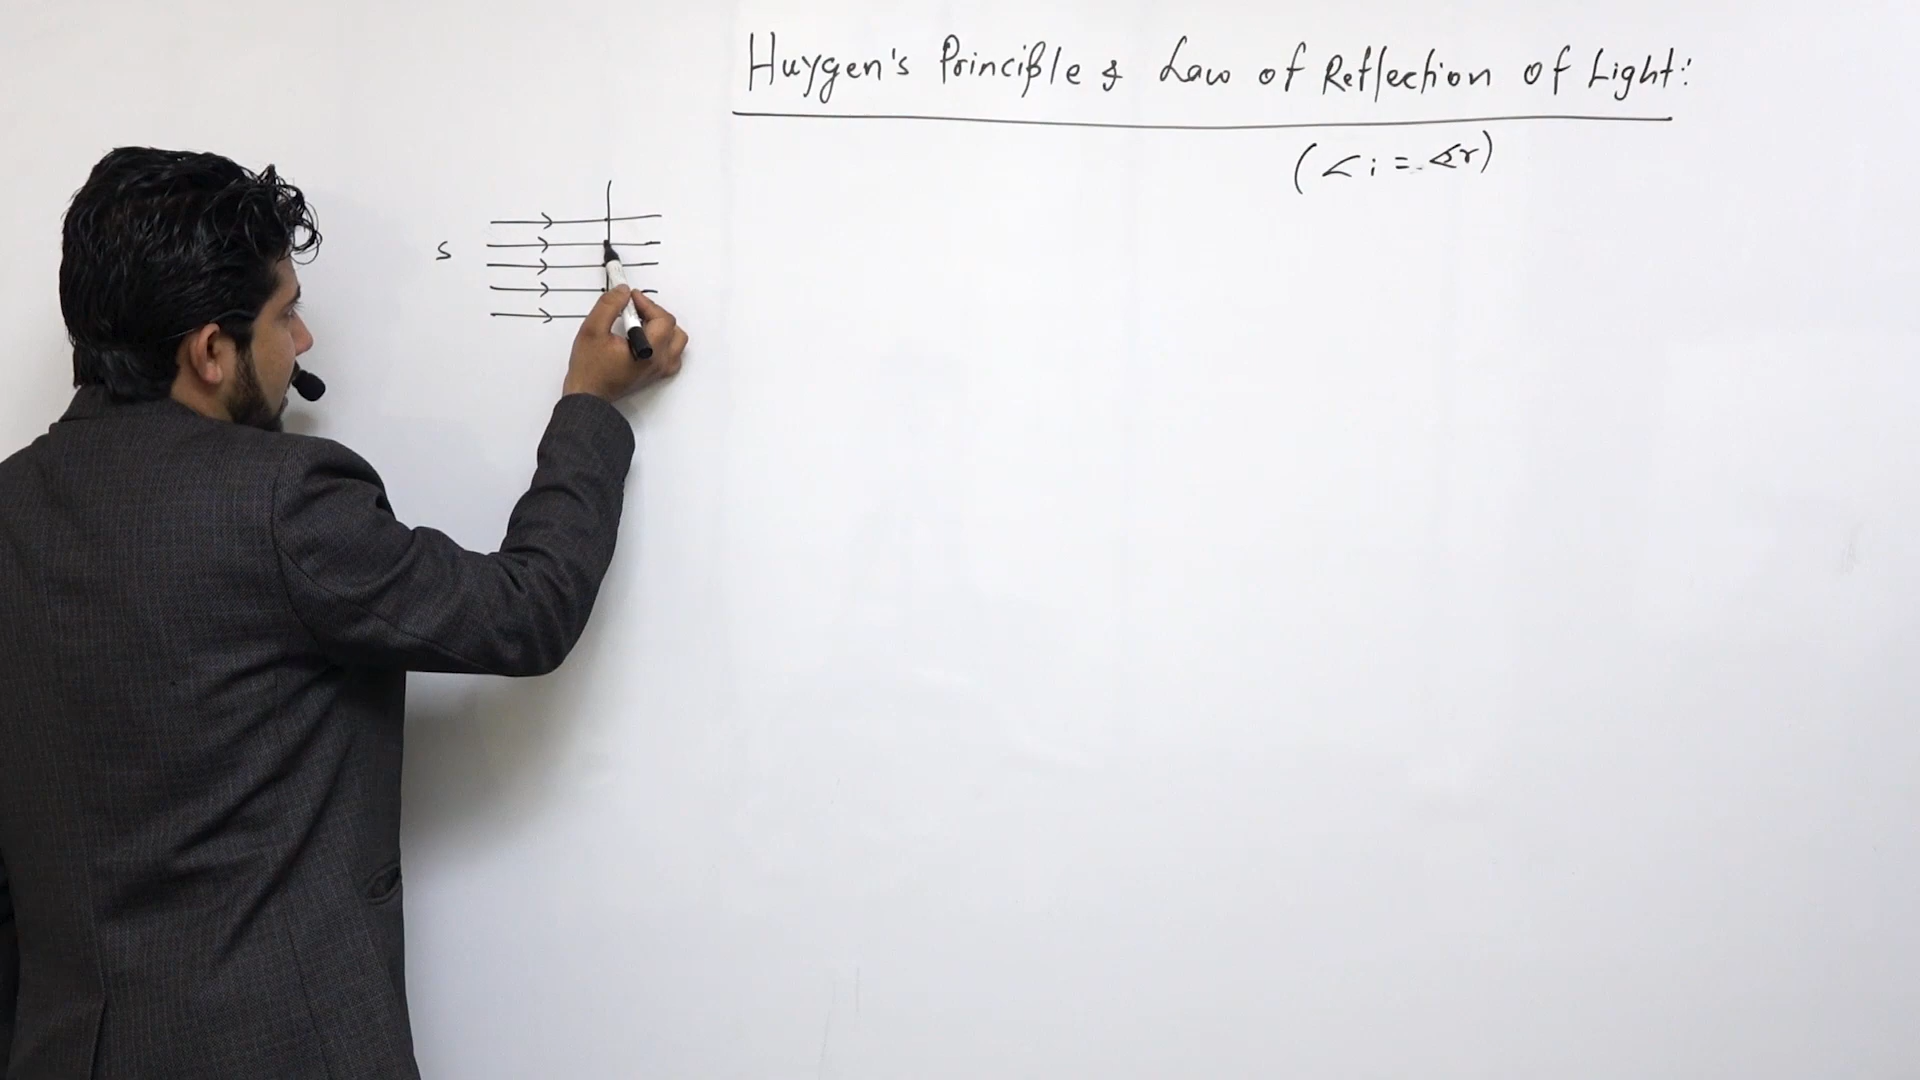 Huygen's Principle & Law of Reflection of Light:
(∠i = ∡r)
s